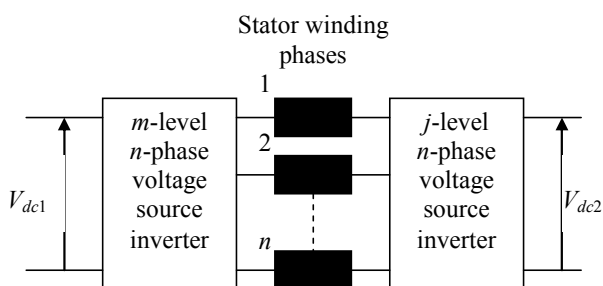 Stator winding
phases
1
m-level
n-phase
voltage
source
inverter
2
n
j-level
n-phase
voltage
source
inverter
Vdc1
Vdc2